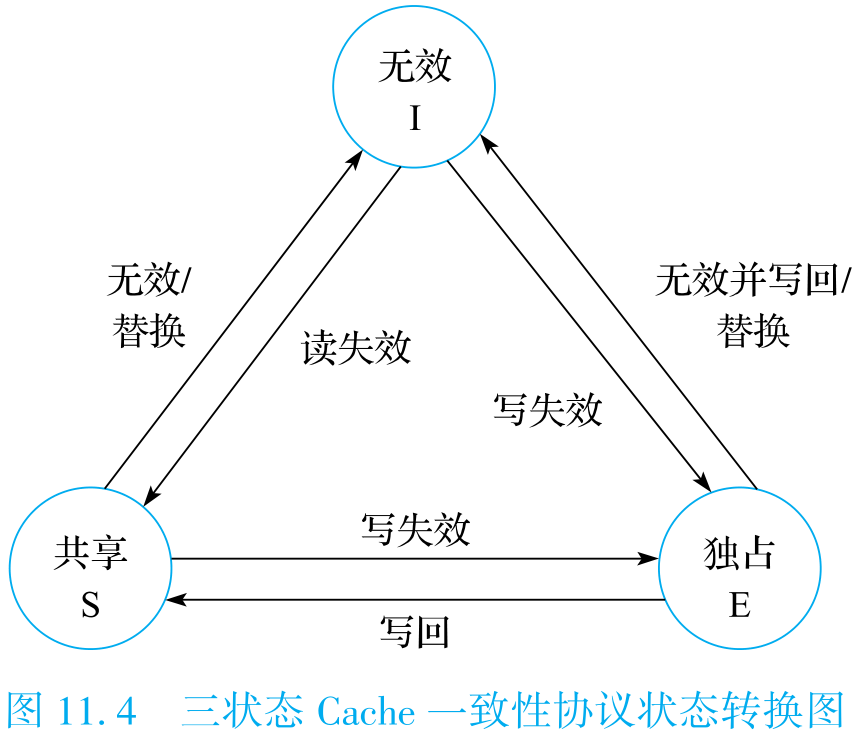 无效
I
无效/
替换
读失效
无效并写回/
替换
写失效
共享
S
写失效
写回
独占
E
图 11.4 三状态 Cache 一致性协议状态转换图